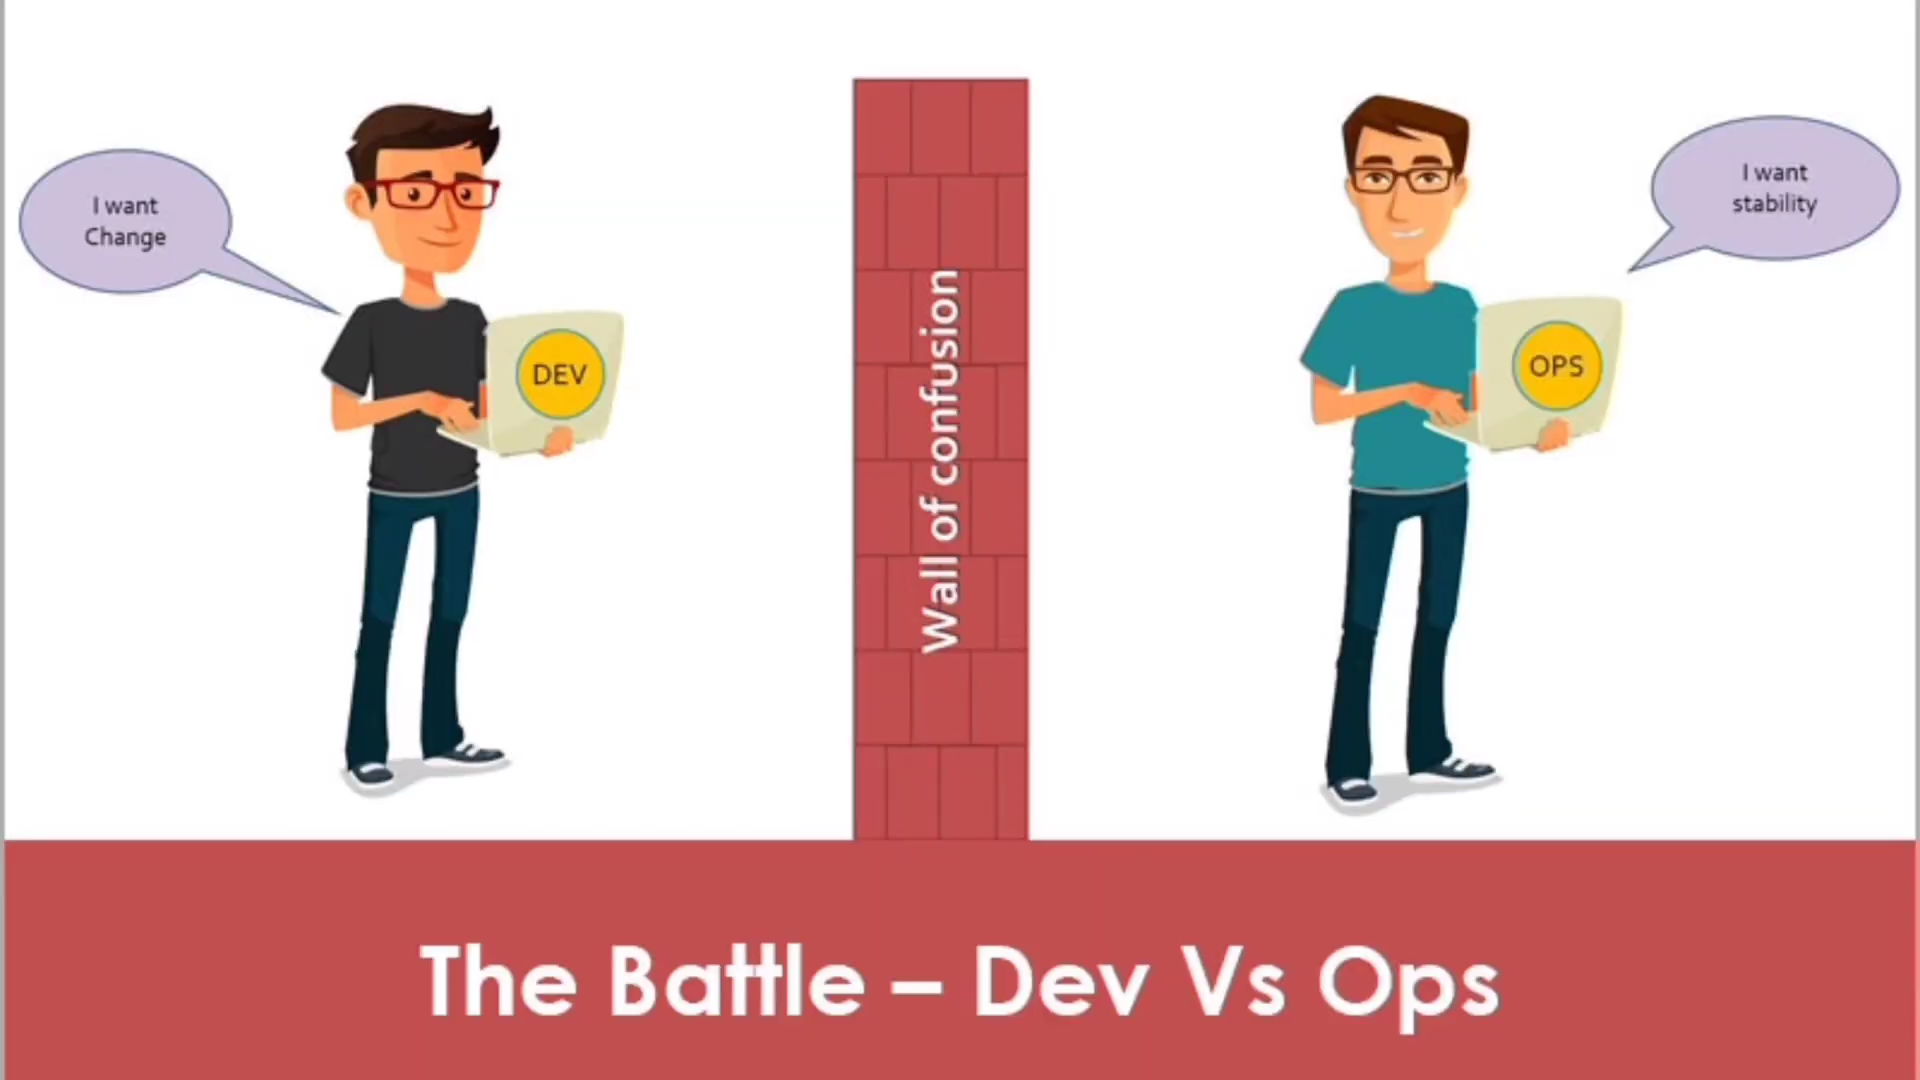 I want
Change
DEV
Wall of confusion
I want
stability
OPS
The Battle – Dev Vs Ops